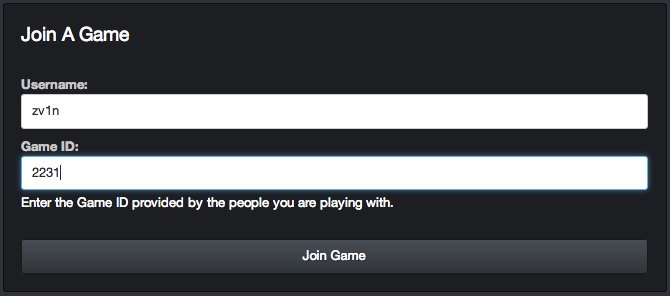 Join A Game
Username:
zv1n
Game ID:
2231
Enter the Game ID provided by the people you are playing with.
Join Game